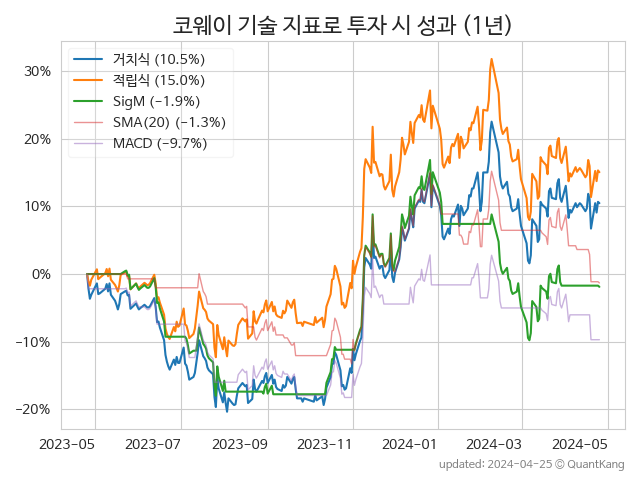 코웨이 기술 지표로 투자 시 성과 (1년)
거치식 (10.5%)
적립식 (15.0%)
SigM (−1.9%)
SMA(20) (−1.3%)
MACD (−9.7%)
30%
20%
10%
0%
−10%
−20%
2023-05 2023-07 2023-09 2023-11 2024-01 2024-03 2024-05
updated: 2024-04-25 © QuantKang